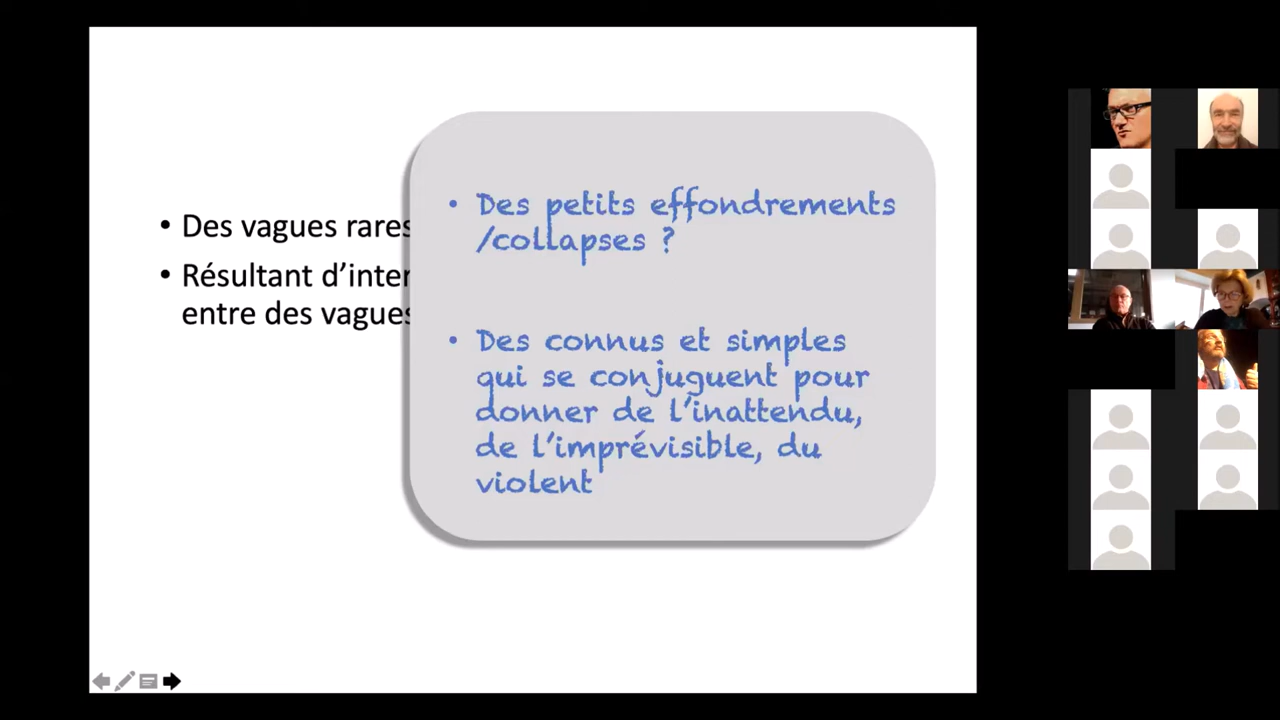 • Des vagues rares
• Résultant d'inter
entre des vagues
• Des petits effondrements
/collapses ?
• Des connus et simples
qui se conjuguent pour
donner de l'inattendu,
de l'imprévisible, du
violent